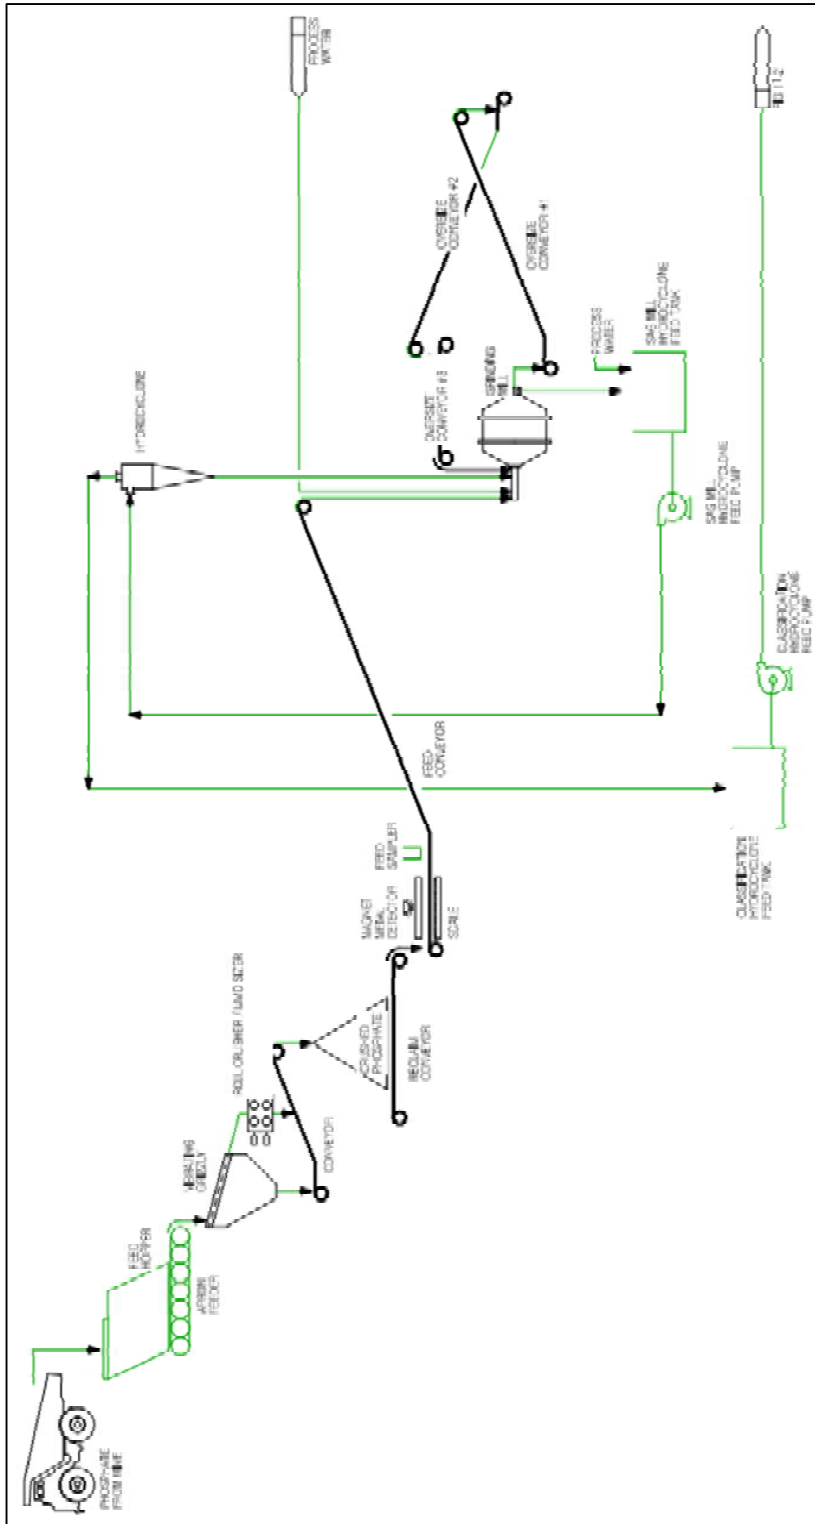 PHOSPHATE
FROM MINE
FEED
HOPPER
APRON
FEEDER
VIBRATING
GRIZZLY
ROLL CRUSHER / MMD SIZER
CONVEYOR
CRUSHED
PHOSPHATE
RECLAIM
CONVEYOR
MAGNET
METAL
DETECTOR
SCALE
FEED
SAMPLER
FEED
CONVEYOR
HYDROCYCLONE
PROCESS
WATER
OVERSIZE
CONVEYOR #3
GRINDING
MILL
OVERSIZE
CONVEYOR #2
OVERSIZE
CONVEYOR #1
PROCESS
WATER
SAG MILL
HYDROCYCLONE
FEED TANK
SAG MILL
HYDROCYCLONE
FEED PUMP
CLASSIFICATION
HYDROCYCLONE
FEED TANK
CLASSIFICATION
HYDROCYCLONE
FEED PUMP